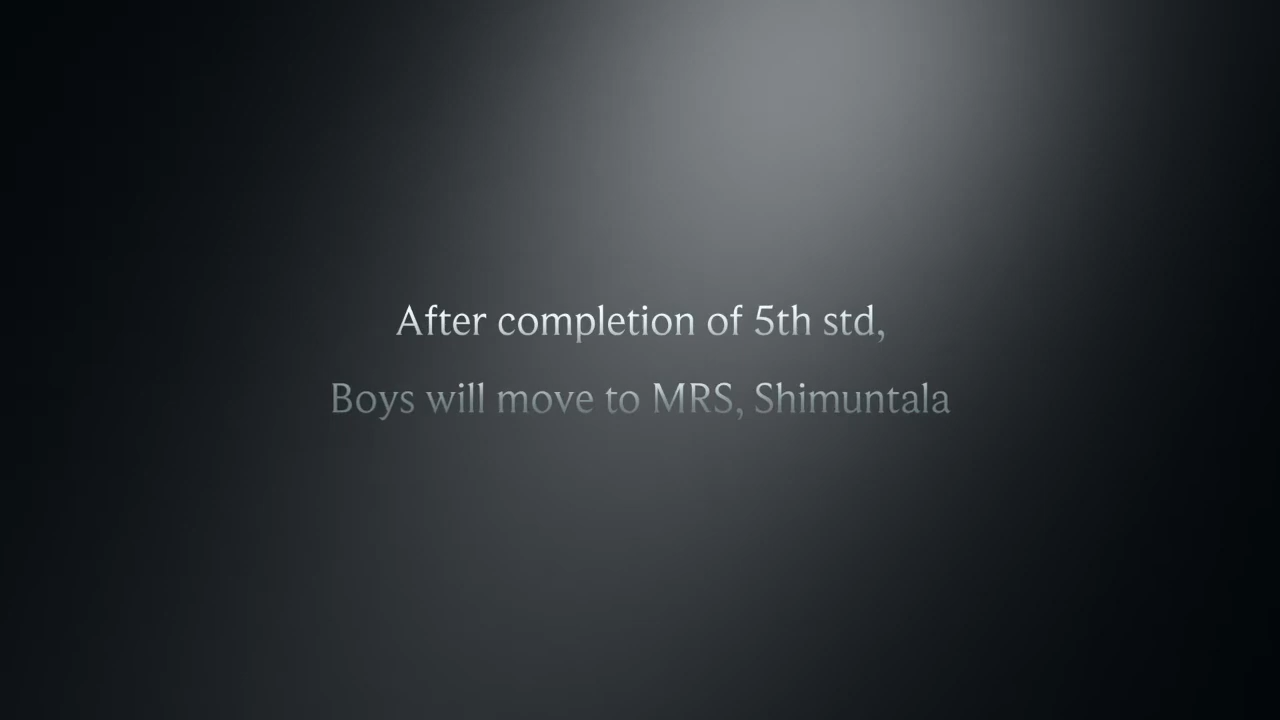 After completion of 5th std,
Boys will move to MRS, Shimuntala